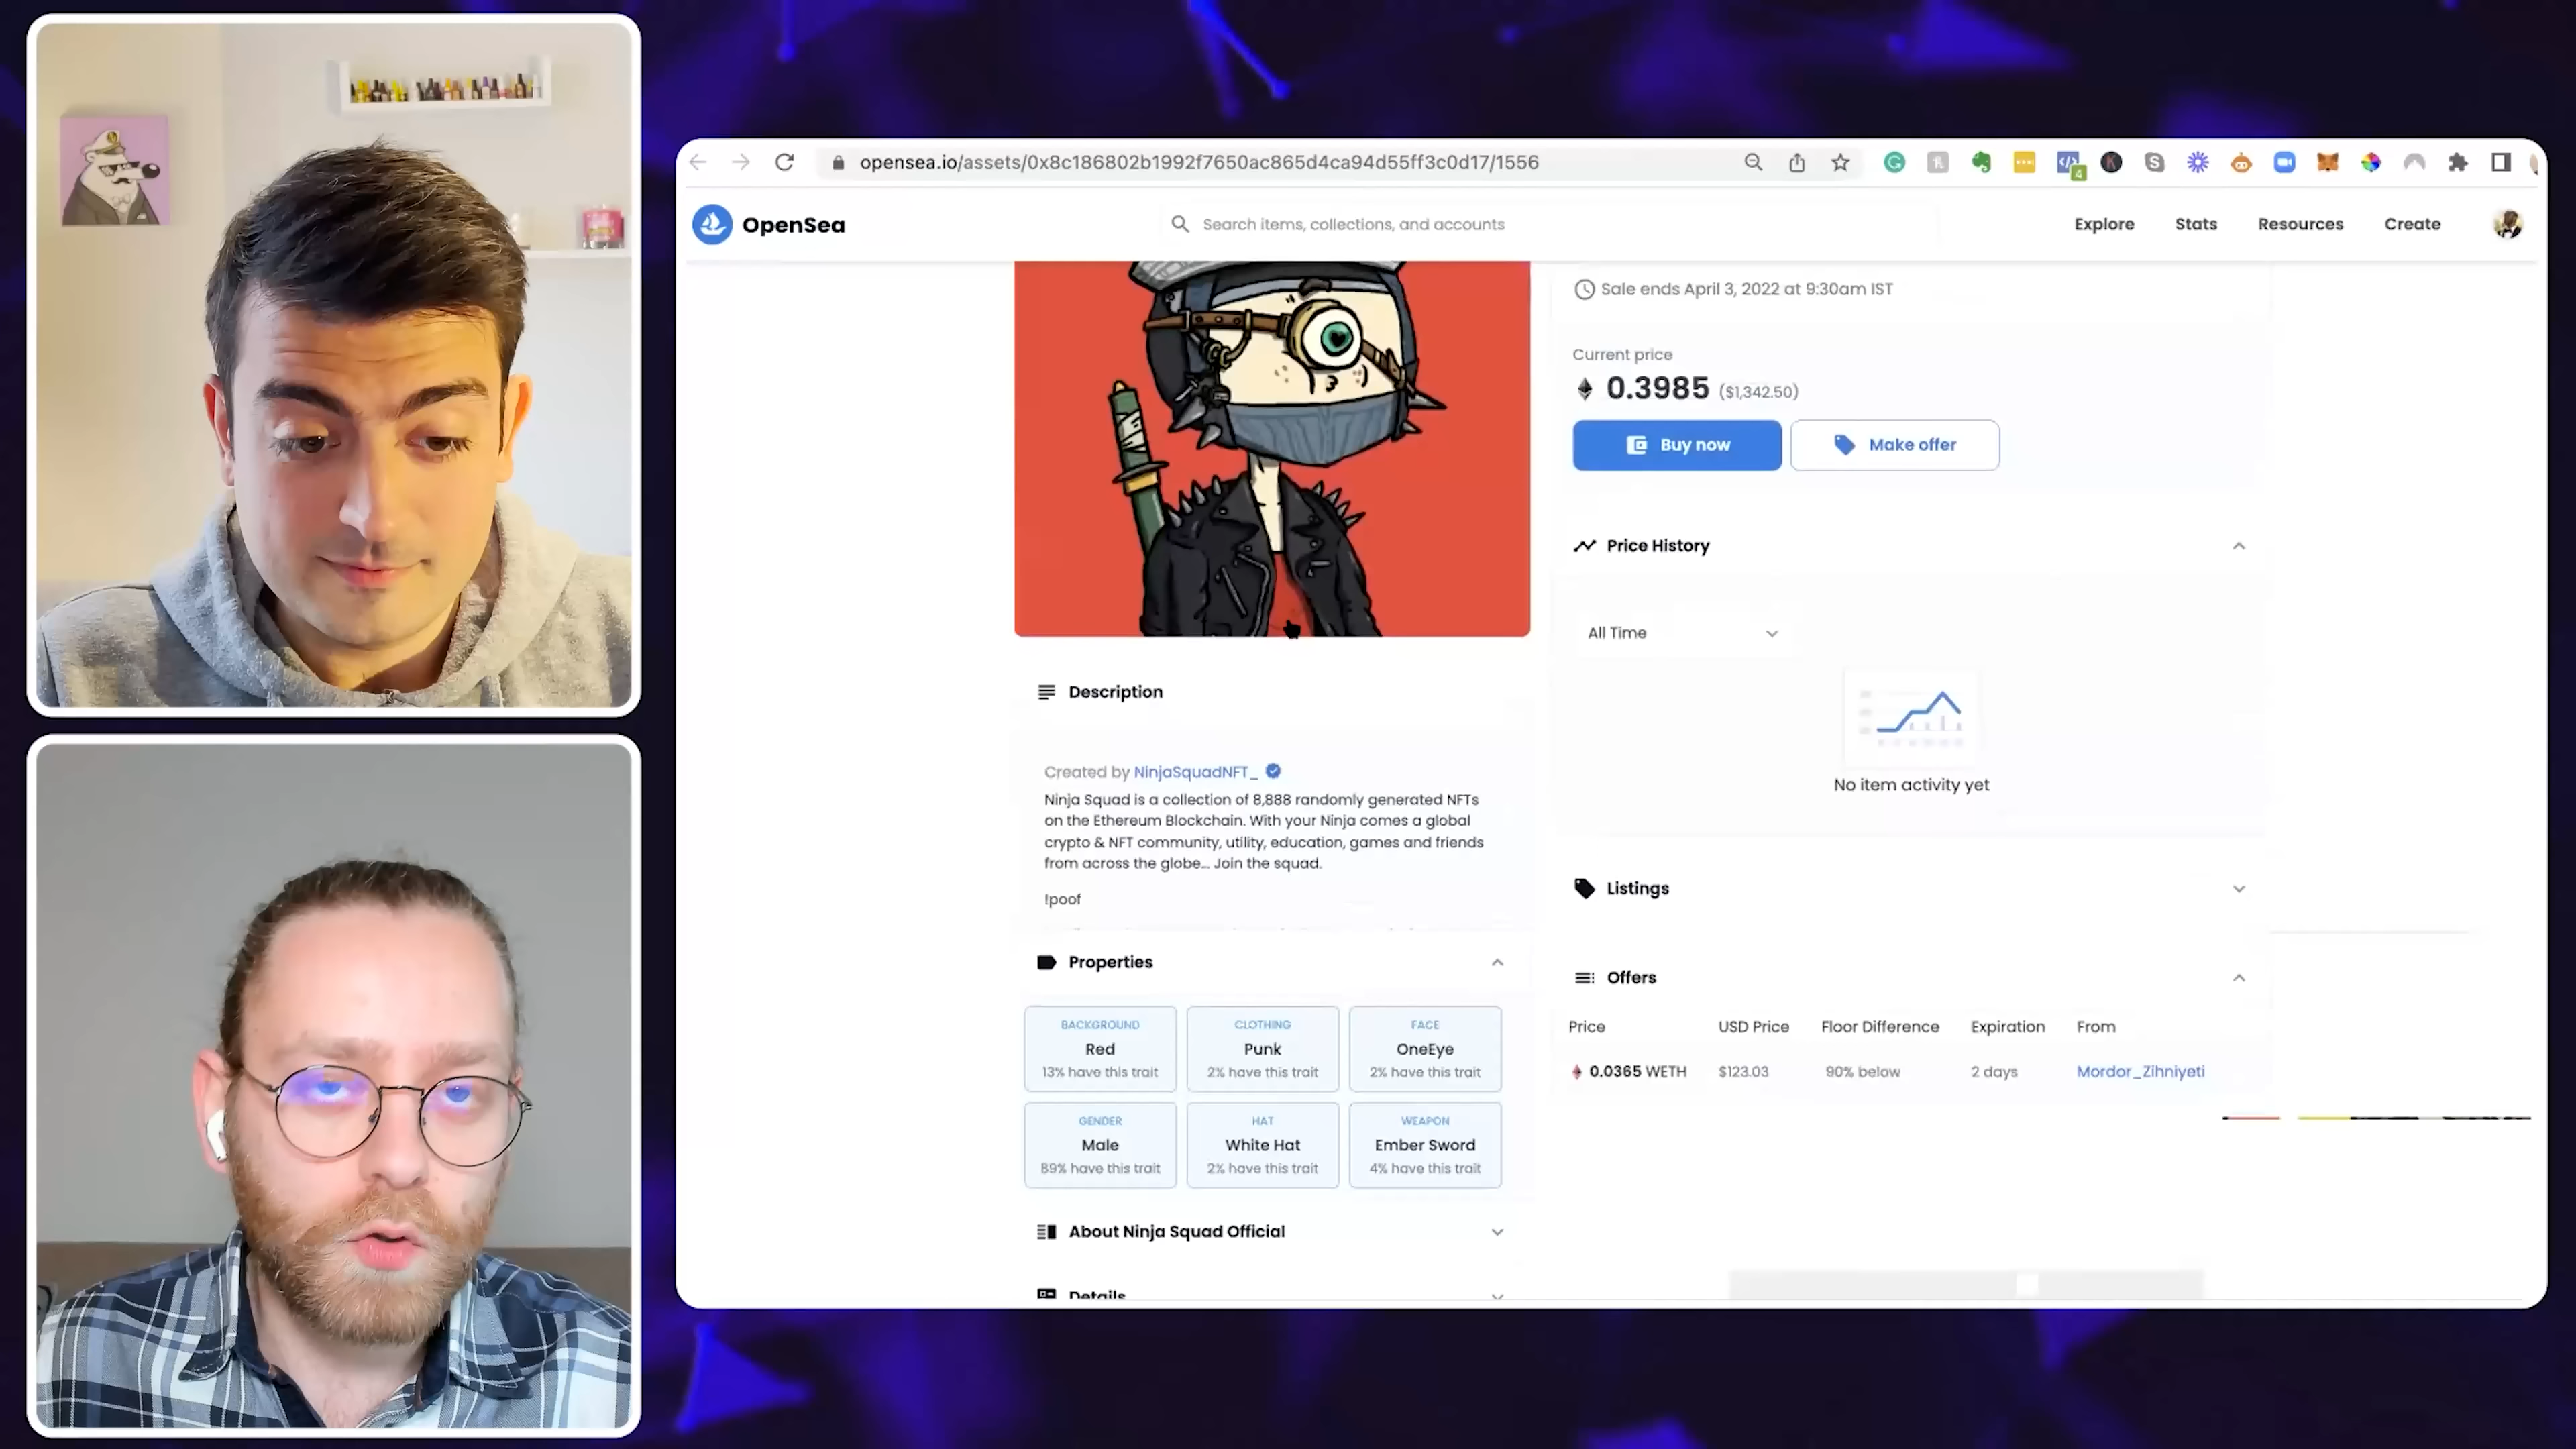 opensea.io/assets/0x8c186802b1992f7650ac865d4ca94d55ff3c0d17/1556
4
OpenSea
Search items, collections, and accounts
Explore
Stats
Resources
Create
Sale ends April 3, 2022 at 9:30am IST
Current price
0.3985 ($1,342.50)
Buy now
Make offer
Price History
All Time
No item activity yet
Listings
Offers
Price USD Price Floor Difference Expiration From
0.0365 WETH $123.03 90% below 2 days Mordor_Zihniyeti
Description
Created by NinjaSquadNFT_
Ninja Squad is a collection of 8,888 randomly generated NFTs
on the Ethereum Blockchain. With your Ninja comes a global
crypto & NFT community, utility, education, games and friends
from across the globe... Join the squad.
!poof
Properties
BACKGROUND
Red
13% have this trait
CLOTHING
Punk
2% have this trait
FACE
OneEye
2% have this trait
GENDER
Male
89% have this trait
HAT
White Hat
2% have this trait
WEAPON
Ember Sword
4% have this trait
About Ninja Squad Official
Details